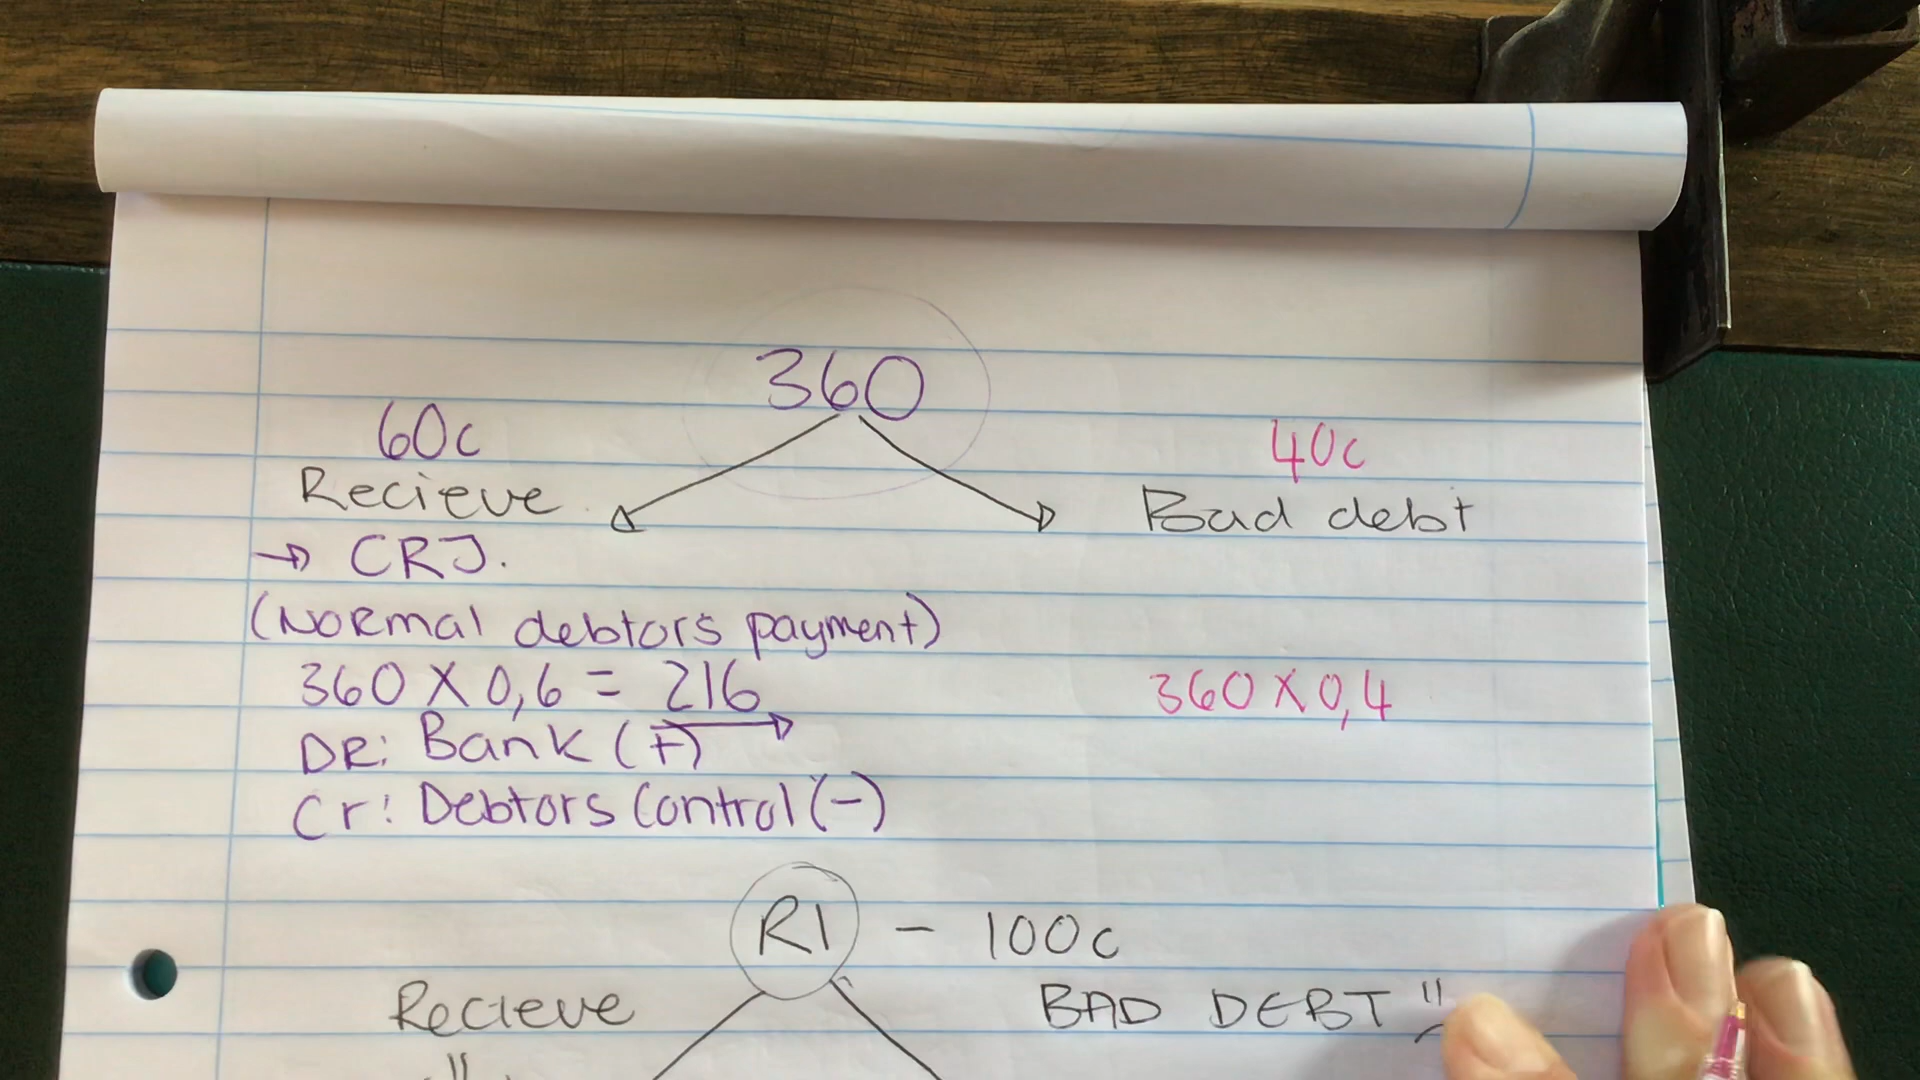 360
60c
40c
Recieve
Bad debt
→ CRJ.
(Normal debtors payment)
360 X 0,6 = 216
360 X 0,4
DR: Bank (+)
Cr: Debtors Control (-)
R1 - 100c
Recieve
BAD DEBT